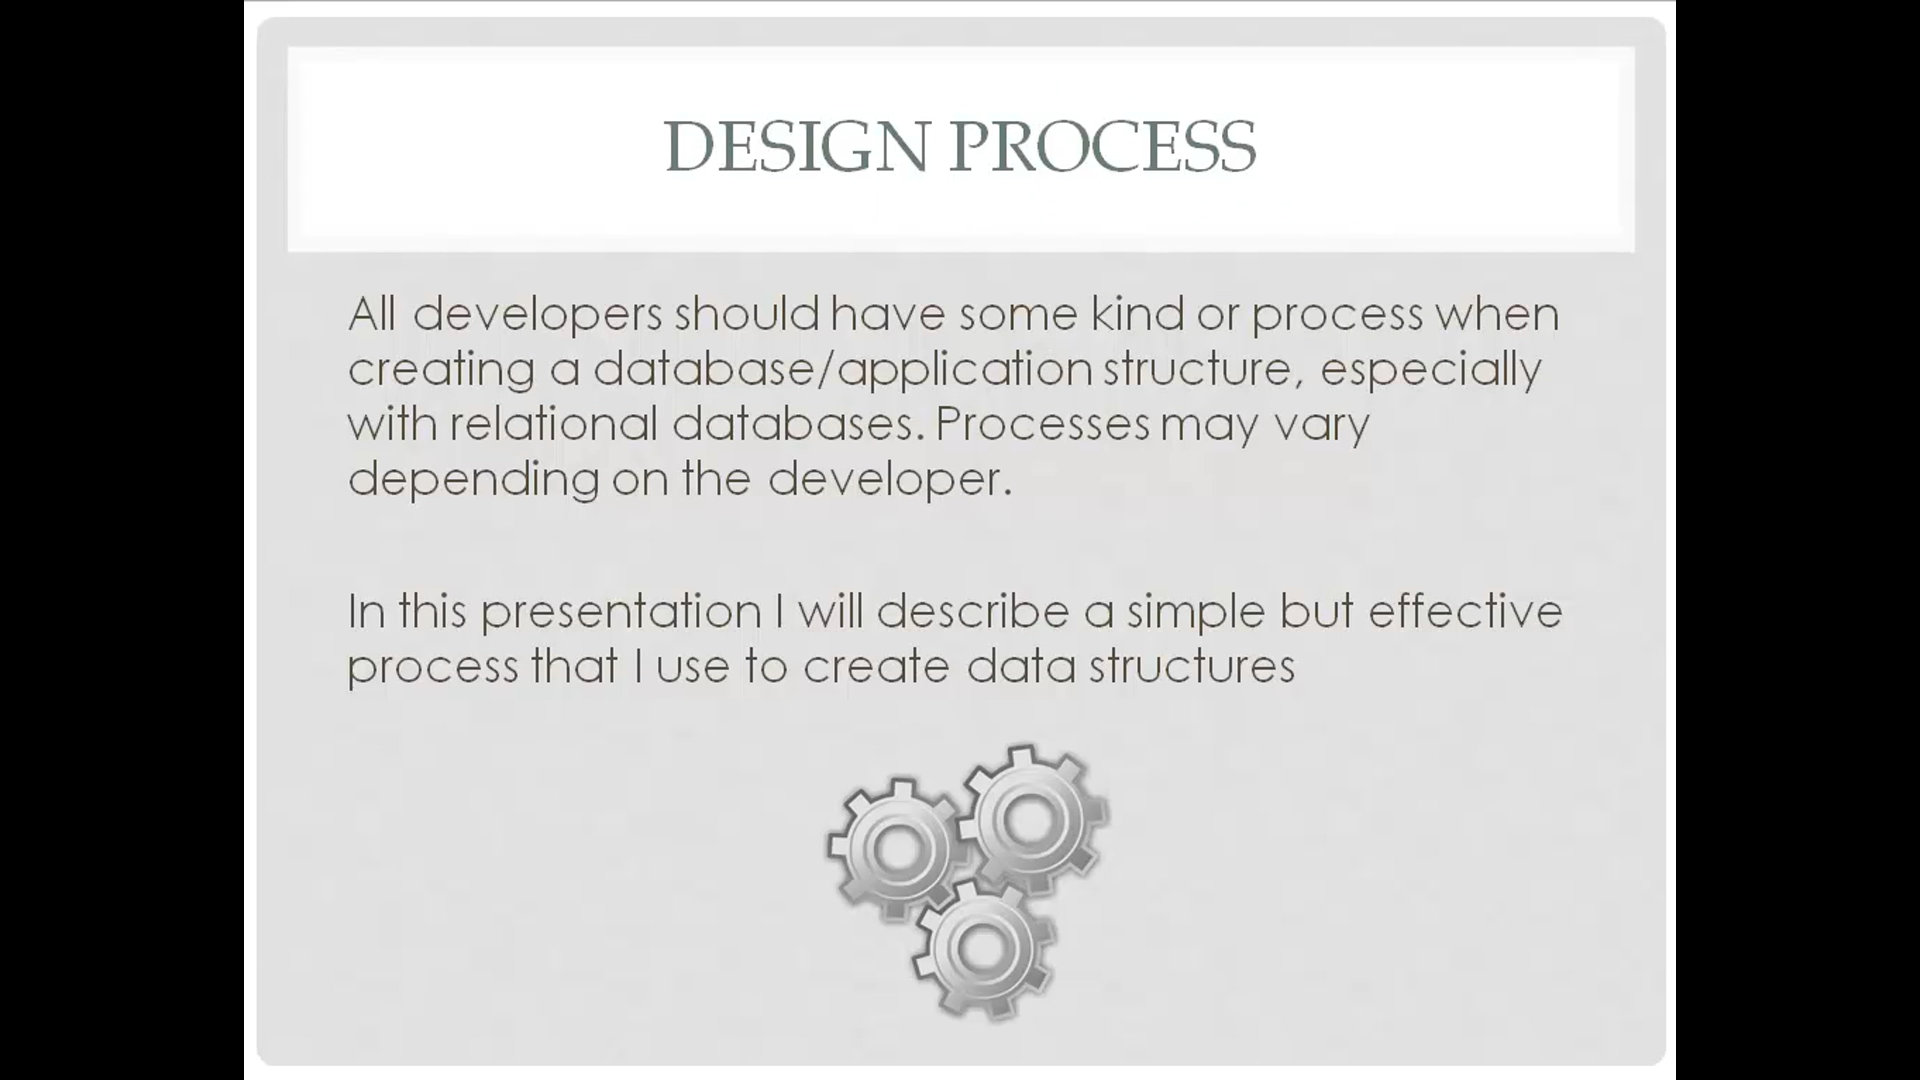 DESIGN PROCESS
All developers should have some kind or process when
creating a database/application structure, especially
with relational databases. Processes may vary
depending on the developer.
In this presentation I will describe a simple but effective
process that I use to create data structures